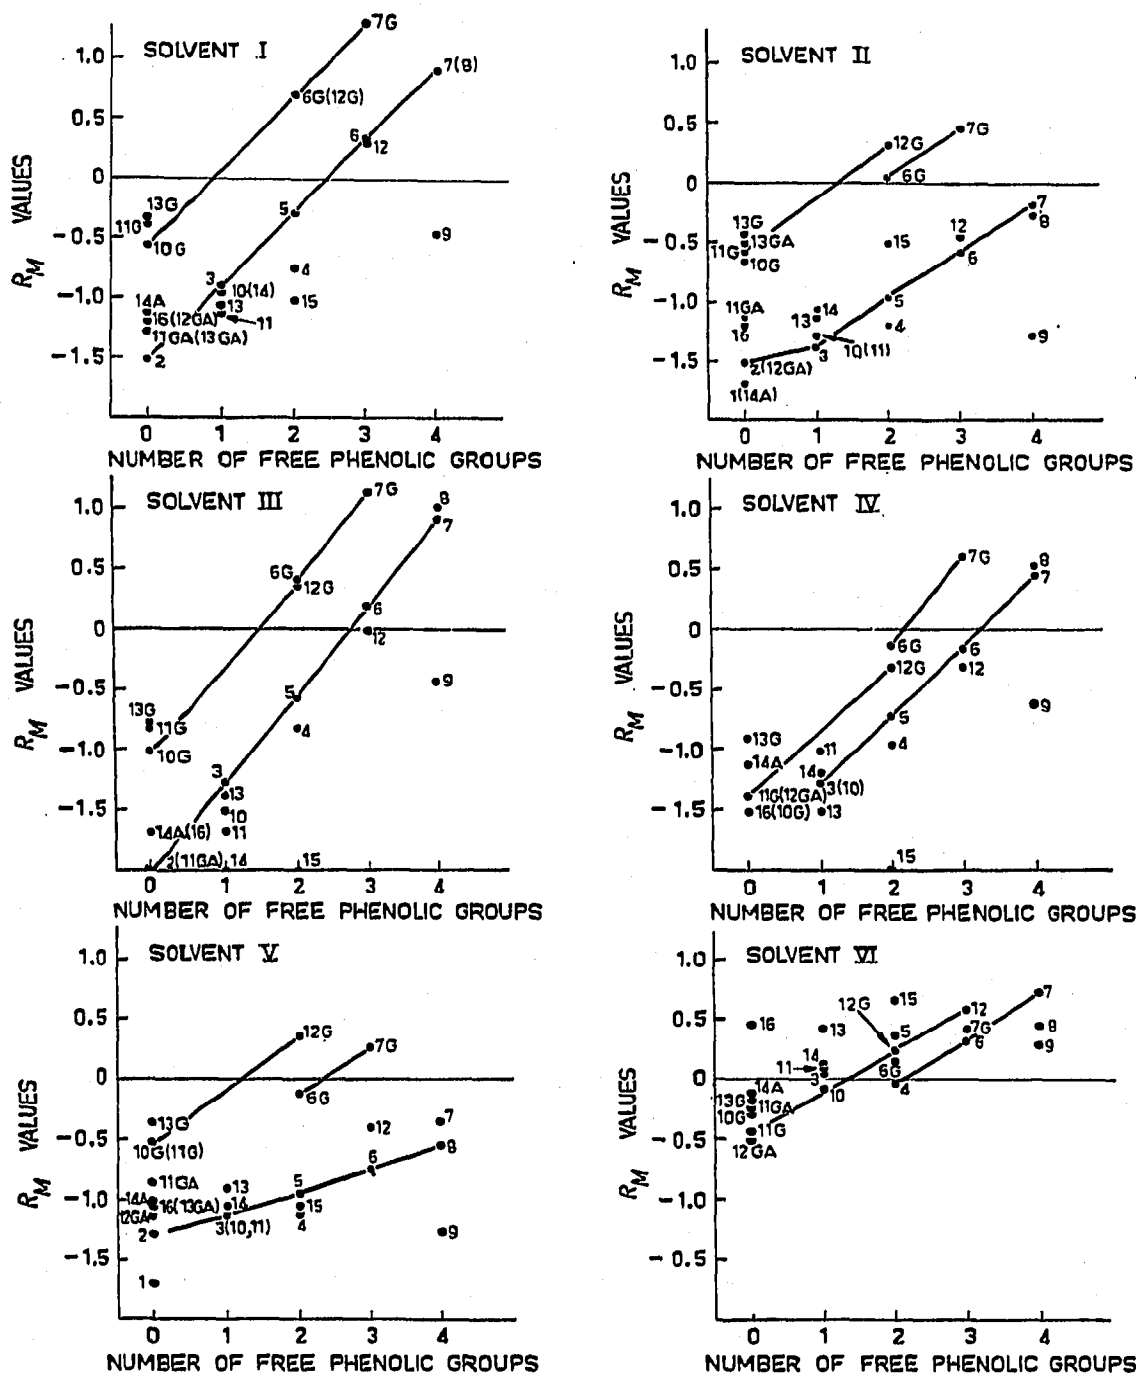 SOLVENT I
1.0
0.5
0
-0.5
-1.0
-1.5
R_M VALUES
7G
6G(12G)
7(8)
6
12
5
13G
11G
10G
9
4
3
10(14)
15
13
11
14A
16(12GA)
11GA(13GA)
2
0 1 2 3 4
NUMBER OF FREE PHENOLIC GROUPS
SOLVENT II
1.0
0.5
0
-0.5
-1.0
-1.5
R_M VALUES
12G
7G
6G
7
8
13G
13GA
11G
10G
15
12
6
5
4
11GA
16
14
13
10(11)
3
9
2(12GA)
1(14A)
0 1 2 3 4
NUMBER OF FREE PHENOLIC GROUPS
SOLVENT III
1.0
0.5
0
-0.5
-1.0
-1.5
R_M VALUES
7G
8
7
6G
12G
6
12
5
4
9
13G
11G
10G
3
13
10
11
14A(16)
2(11GA)
14
15
0 1 2 3 4
NUMBER OF FREE PHENOLIC GROUPS
SOLVENT IV
1.0
0.5
0
-0.5
-1.0
-1.5
R_M VALUES
7G
8
7
6G
12G
6
12
5
4
9
13G
14A
11
14
3(10)
11G(12GA)
16(10G)
13
15
0 1 2 3 4
NUMBER OF FREE PHENOLIC GROUPS
SOLVENT V
1.0
0.5
0
-0.5
-1.0
-1.5
R_M VALUES
12G
7G
6G
13G
10G(11G)
12
7
8
6
11GA
14A
16(13GA)
12GA
13
14
3(10,11)
5
15
4
9
2
1
0 1 2 3 4
NUMBER OF FREE PHENOLIC GROUPS
SOLVENT VI
1.0
0.5
0
-0.5
-0.5
R_M VALUES
16
13
12G
15
5
12
7G
6
7
8
9
14
11
3
10
6G
4
14A
13G
11GA
10G
11G
12GA
0 1 2 3 4
NUMBER OF FREE PHENOLIC GROUPS